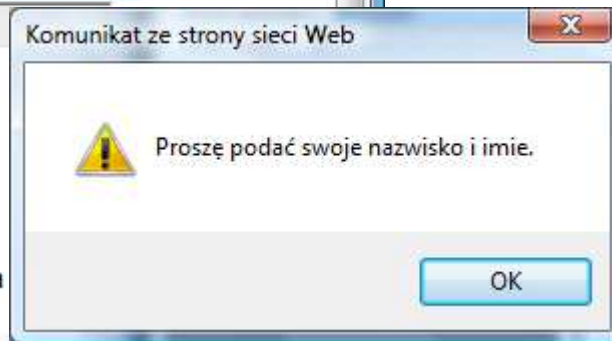 Komunikat ze strony sieci Web
Proszę podać swoje nazwisko i imie.
OK